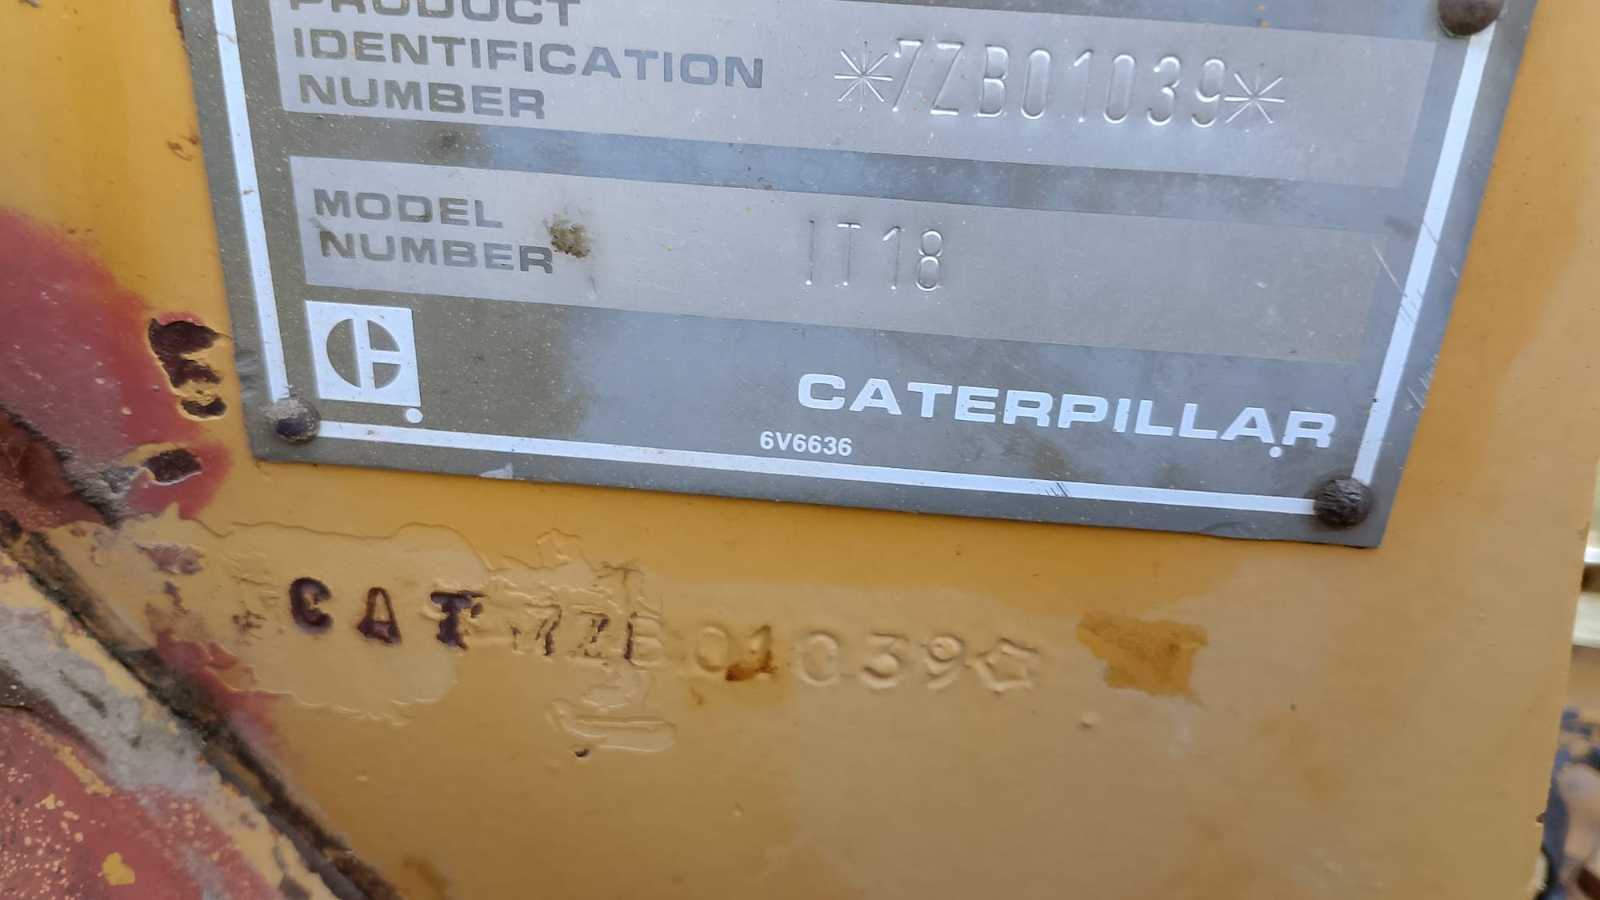 PRODUCT
IDENTIFICATION
NUMBER
*7ZB01039*
MODEL
NUMBER
IT18
CATERPILLAR
6V6636
CAT 7ZB01039